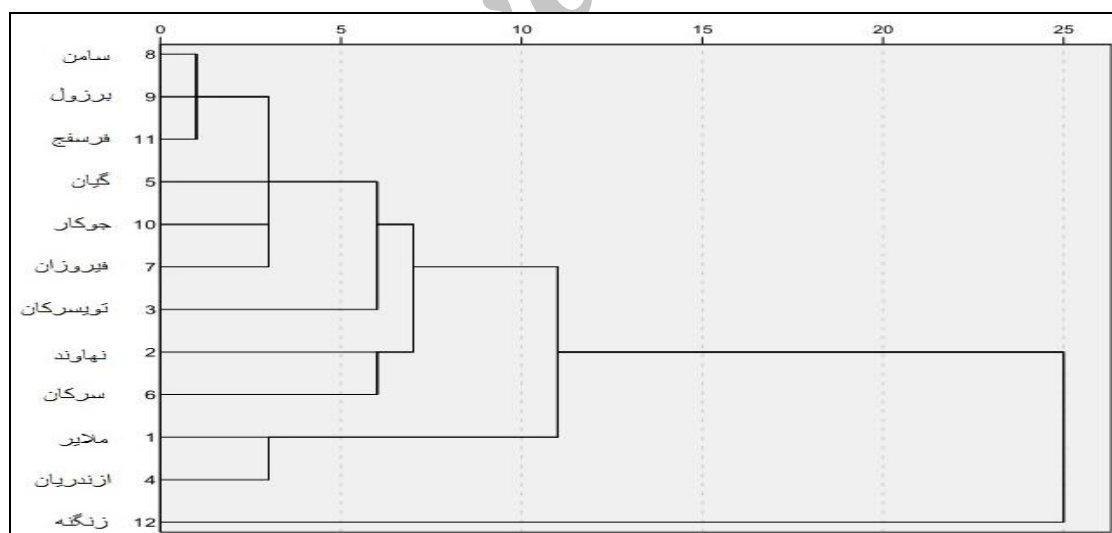 0 5 10 15 20 25
سامن 8
برزول 9
فرسفج 11
گیان 5
جوکار 10
فیروزان 7
تویسرکان 3
نهاوند 2
سرکان 6
ملایر 1
ازندریان 4
زنگنه 12